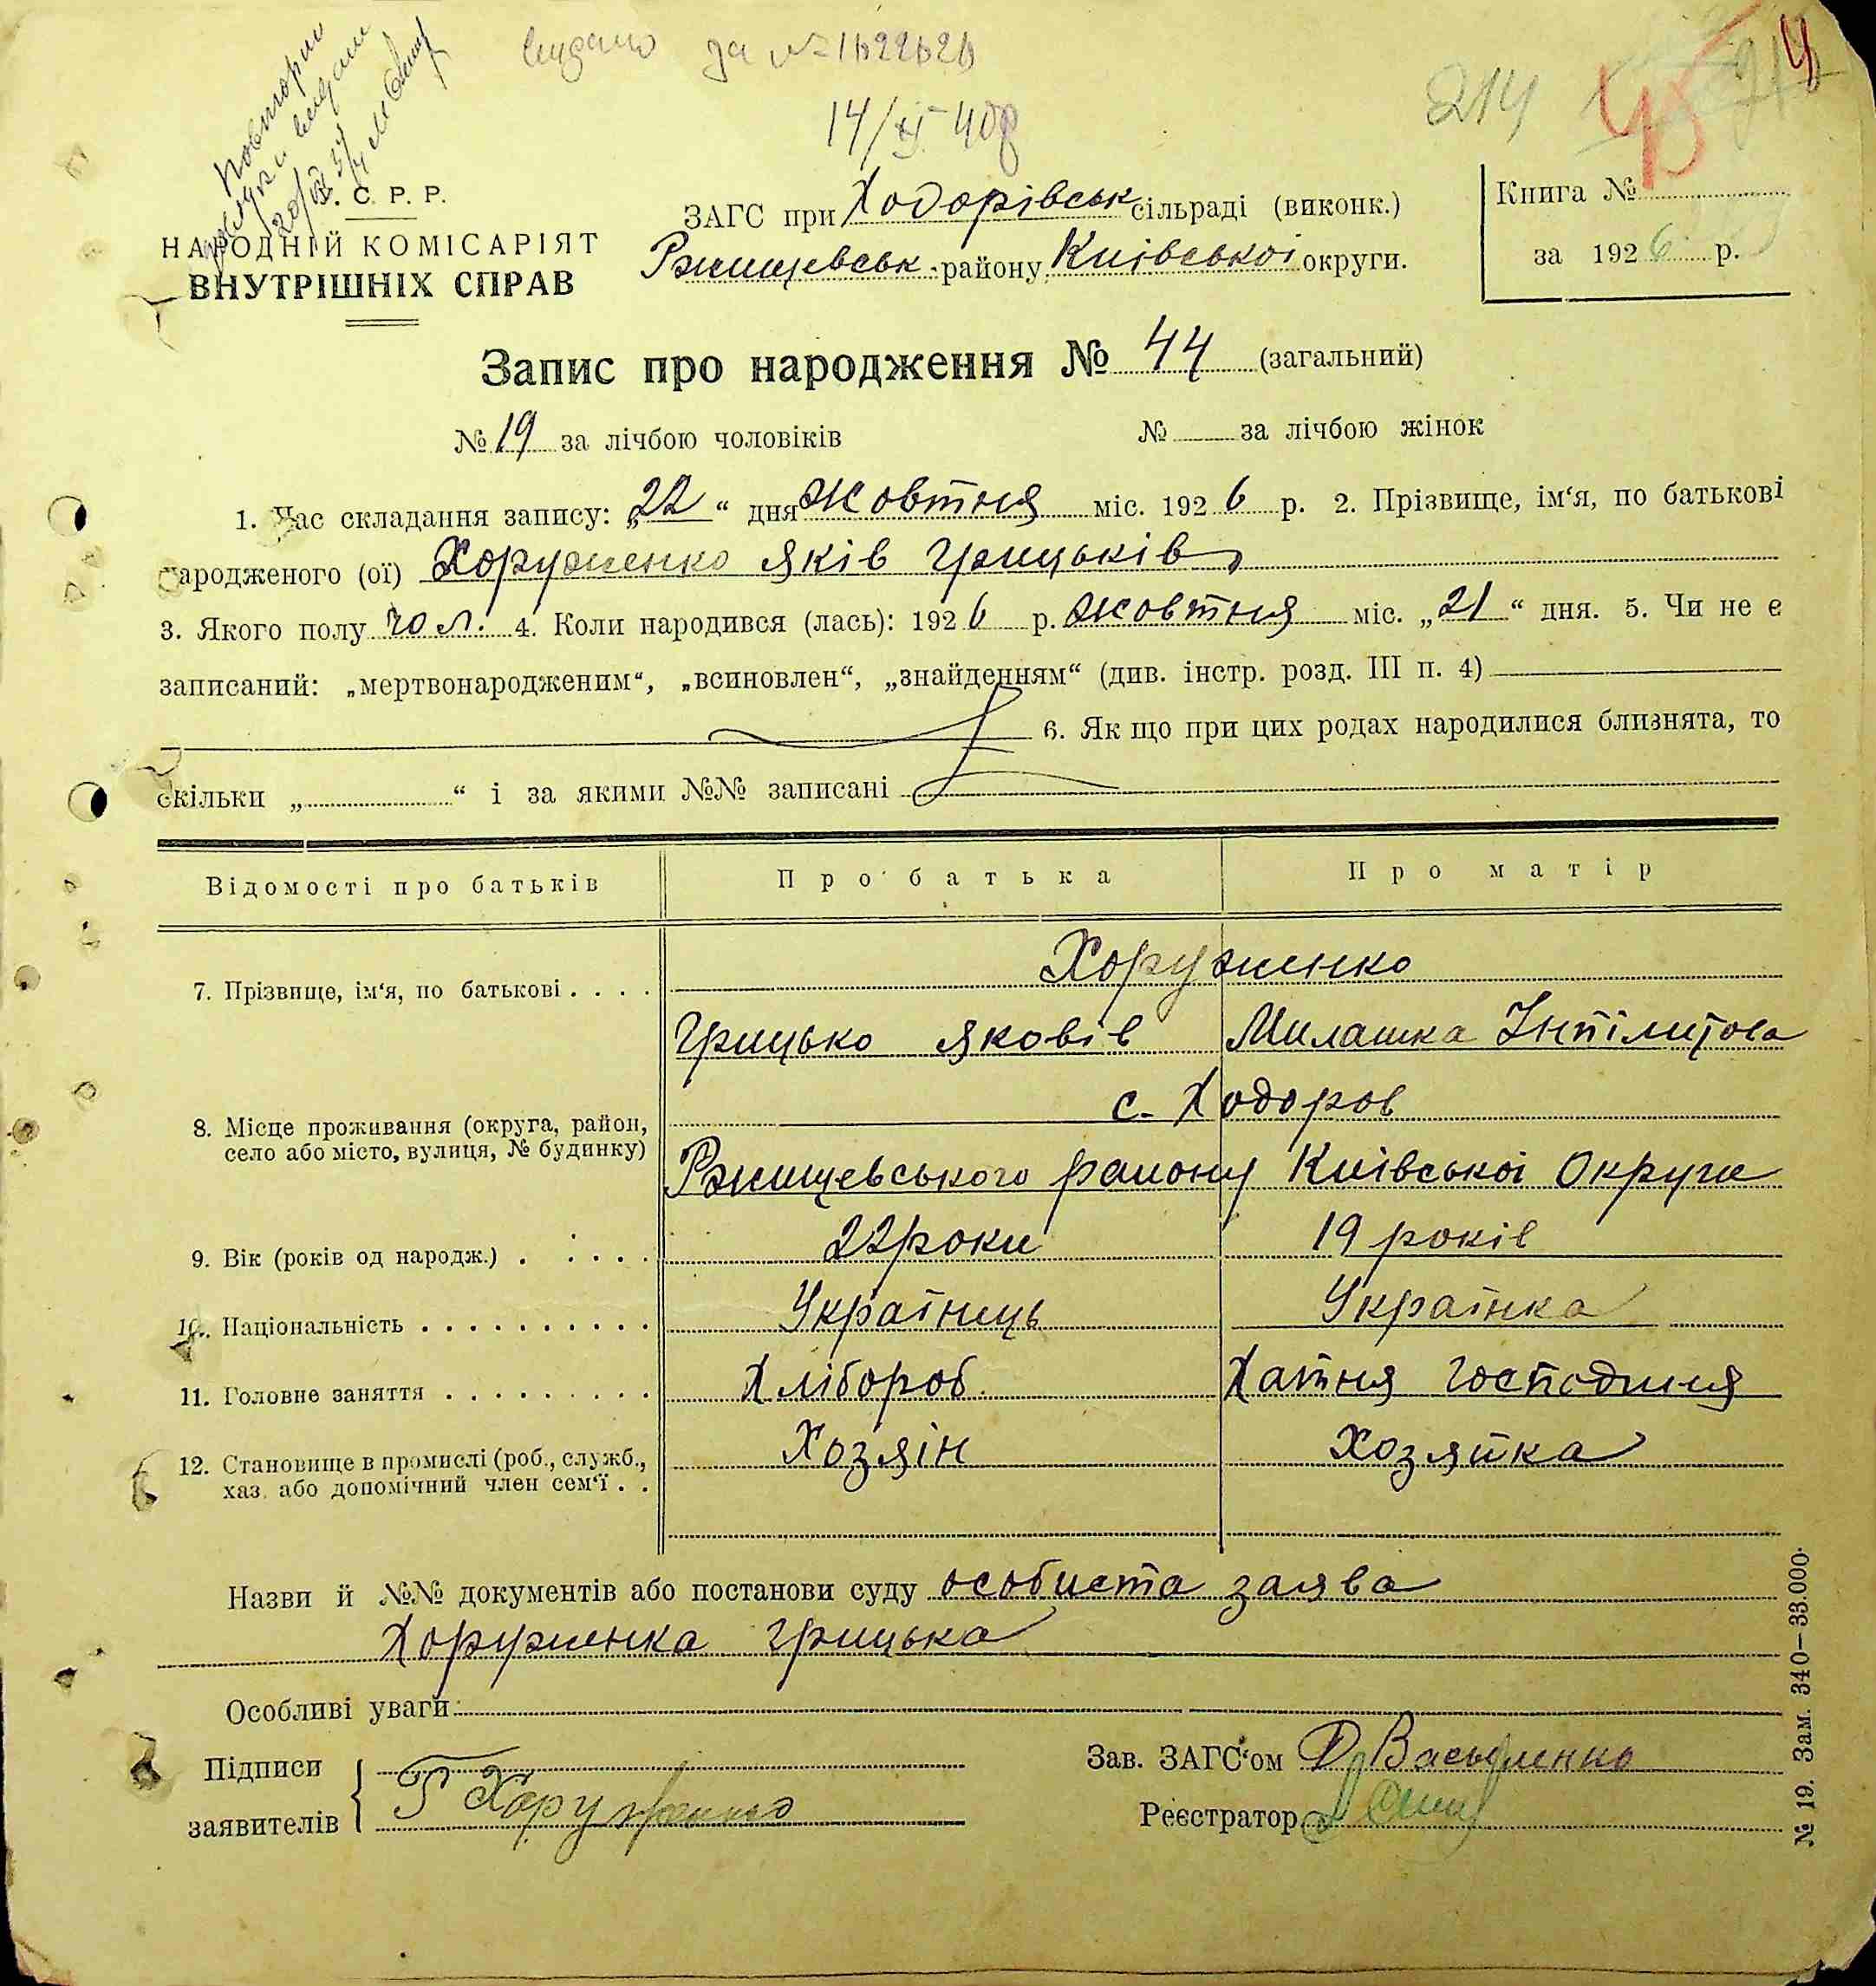 видано за №1622626
14/XI 40р
214
С. Р. Р.
НАРОДНІЙ КОМІСАРІЯТ
ВНУТРІШНІХ СПРАВ
ЗАГС при Ходорівськ сільраді (виконк.)
Ржищевськ району Київської округи.
Книга №
за 1926 р.
Запис про народження № 44 (загальний)
№ 19 за лічбою чоловіків № за лічбою жінок
1. Час складання запису: „22“ дня Жовтня міс. 1926 р. 2. Прізвище, ім‘я, по батькові
народженого (ої) Хоруженко Яків Грицьків
3. Якого полу чол. 4. Коли народився (лась): 1926 р. Жовтня міс. „21“ дня. 5. Чи не є
записаний: „мертвонародженим“, „всиновлен“, „знайденням“ (див. інстр. розд. III п. 4)
6. Як що при цих родах народилися близнята, то
скільки „ “ і за якими №№ записані
Відомості про батьків Про батька Про матір
Хоруженко
7. Прізвище, ім‘я, по батькові . . . .
Грицько Яковів Милашка
с. Ходоров
8. Місце проживання (округа, район,
село або місто, вулиця, № будинку)
Ржищевського району Київської Округи
9. Вік (років од народж.) . . . . . 22 роки 19 років
10. Національність . . . . . . . . . . Українець Українка
11. Головне заняття . . . . . . . . . Хлібороб. Хатня господиня
12. Становище в промислі (роб., служб.,
хаз. або допомічний член сем‘ї . .
Хозяін Хозяйка
Назви й №№ документів або постанови суду особиста заява
Хоруженка Грицька
Особливі уваги:
Підписи
заявителів
Г Хоруженко
Зав. ЗАГС‘ом Д Василенко
Реєстратор
№ 19. Зам. 340—33.000.